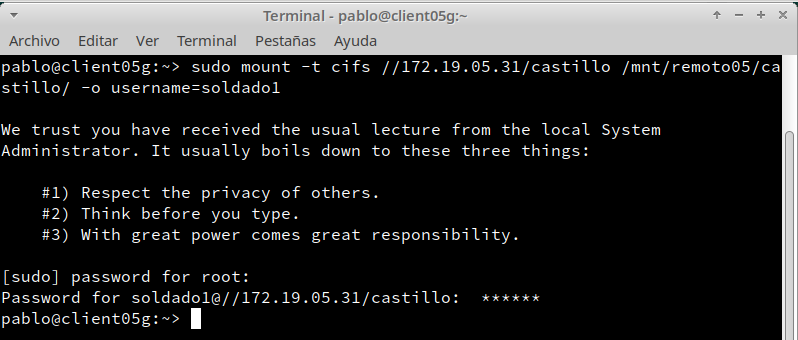 Terminal - pablo@client05g:~
Archivo Editar Ver Terminal Pestañas Ayuda
pablo@client05g:~> sudo mount -t cifs //172.19.05.31/castillo /mnt/remoto05/ca
stillo/ -o username=soldado1
We trust you have received the usual lecture from the local System
Administrator. It usually boils down to these three things:
#1) Respect the privacy of others.
#2) Think before you type.
#3) With great power comes great responsibility.
[sudo] password for root:
Password for soldado1@//172.19.05.31/castillo:  ******
pablo@client05g:~>